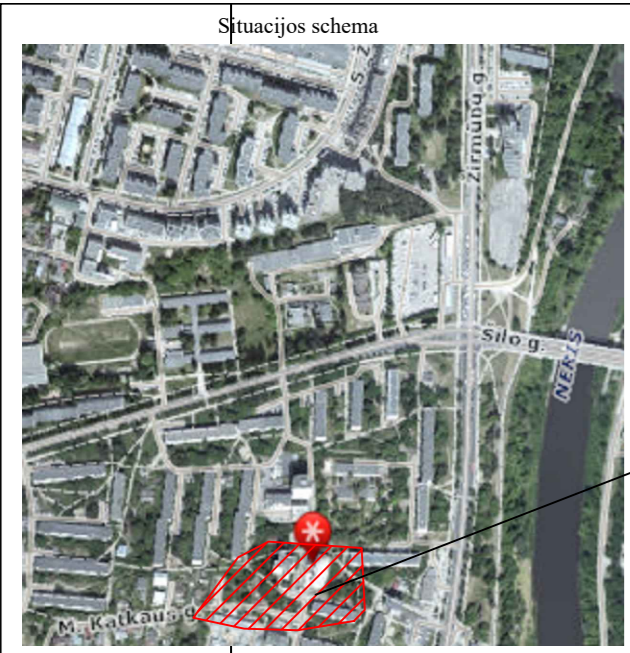 Situacijos schema
S. Ž
Žirmūnų g.
Šilo g.
NERIS
M. Katkaus g